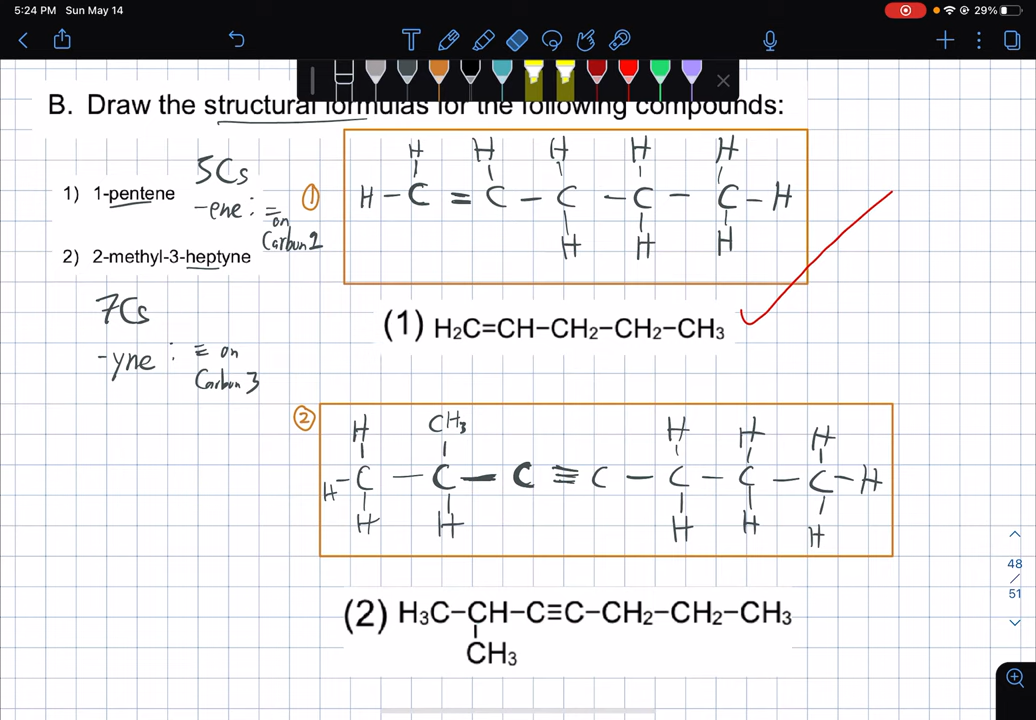 5:24 PM Sun May 14
29%
B. Draw the structural formulas for the following compounds:
1) 1-pentene
5Cs
-ene: = on
Carbon 2
2) 2-methyl-3-heptyne
7Cs
-yne : ≡ on
Carbon 3
①
H H H H H
H - C = C - C - C - C - H
H H H
(1) H₂C=CH−CH₂−CH₂−CH₃
②
H CH₃ H H H
H - C - C - C ≡ C - C - C - C - H
H H H H H
(2) H₃C−CH−C≡C−CH₂−CH₂−CH₃
CH₃
48
/
51